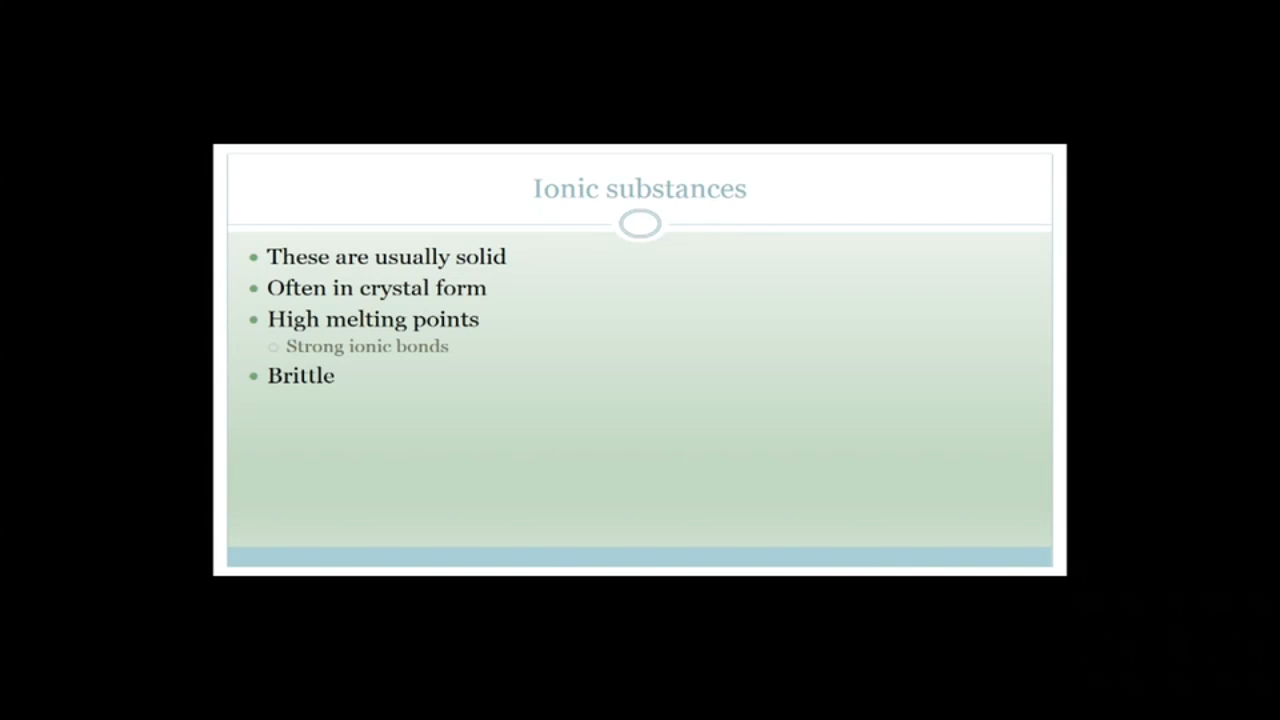 Ionic substances
These are usually solid
Often in crystal form
High melting points
Strong ionic bonds
Brittle